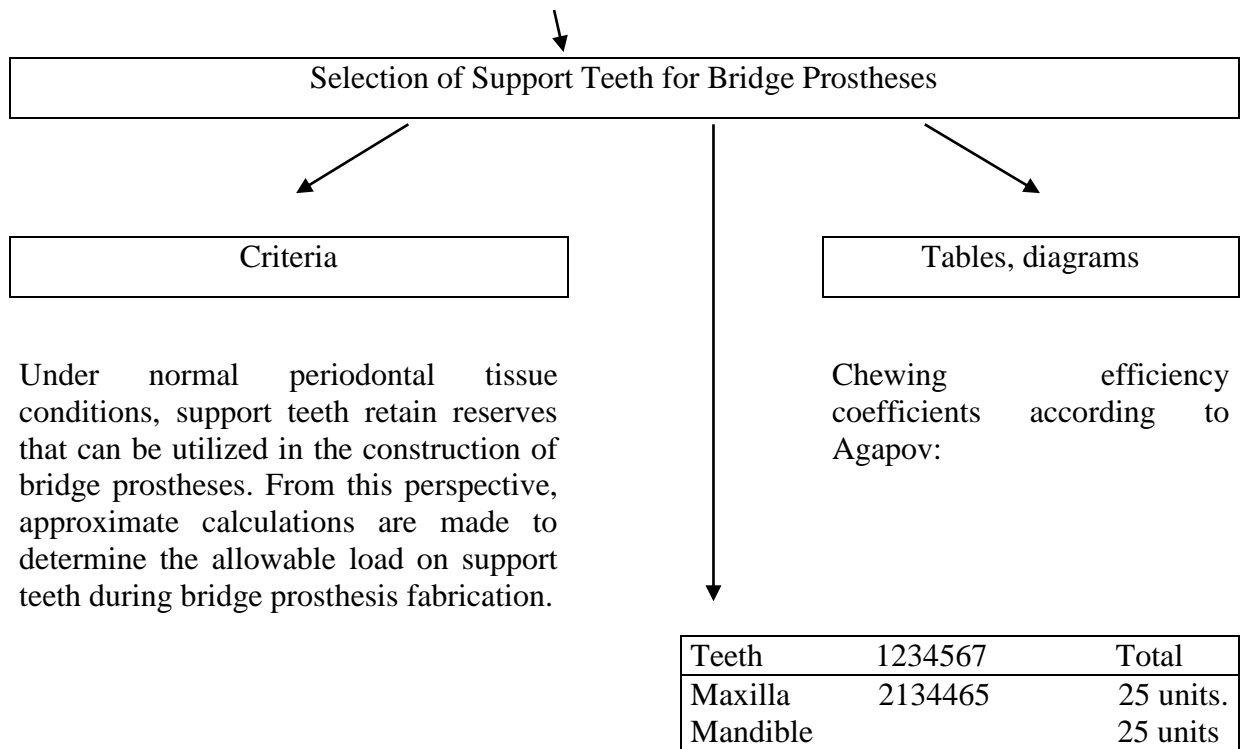 Selection of Support Teeth for Bridge Prostheses
Criteria
Tables, diagrams
Under normal periodontal tissue
conditions, support teeth retain reserves
that can be utilized in the construction of
bridge prostheses. From this perspective,
approximate calculations are made to
determine the allowable load on support
teeth during bridge prosthesis fabrication.
Chewing efficiency
coefficients according to
Agapov:
Teeth 1234567 Total
Maxilla 2134465 25 units.
Mandible 25 units